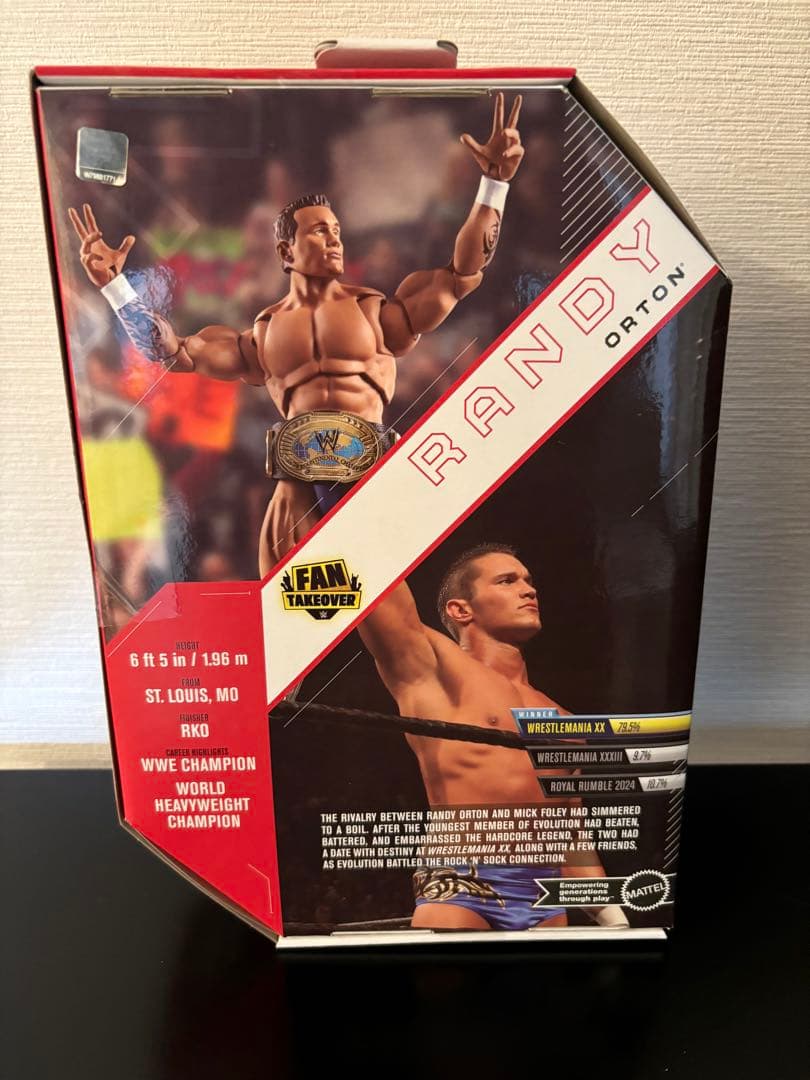 RANDY
ORTON
W
FAN
TAKEOVER
HEIGHT
6 ft 5 in / 1.96 m
FROM
ST. LOUIS, MO
FINISHER
RKO
CAREER HIGHLIGHTS
WWE CHAMPION
WORLD
HEAVYWEIGHT
CHAMPION
WINNER
WRESTLEMANIA XX 79.5%
WRESTLEMANIA XXXIII 9.7%
ROYAL RUMBLE 2024 10.7%
THE RIVALRY BETWEEN RANDY ORTON AND MICK FOLEY HAD SIMMERED
TO A BOIL. AFTER THE YOUNGEST MEMBER OF EVOLUTION HAD BEATEN,
BATTERED, AND EMBARRASSED THE HARDCORE LEGEND, THE TWO HAD
A DATE WITH DESTINY AT WRESTLEMANIA XX, ALONG WITH A FEW FRIENDS,
AS EVOLUTION BATTLED THE ROCK 'N' SOCK CONNECTION.
Empowering
generations
through play™
MATTEL